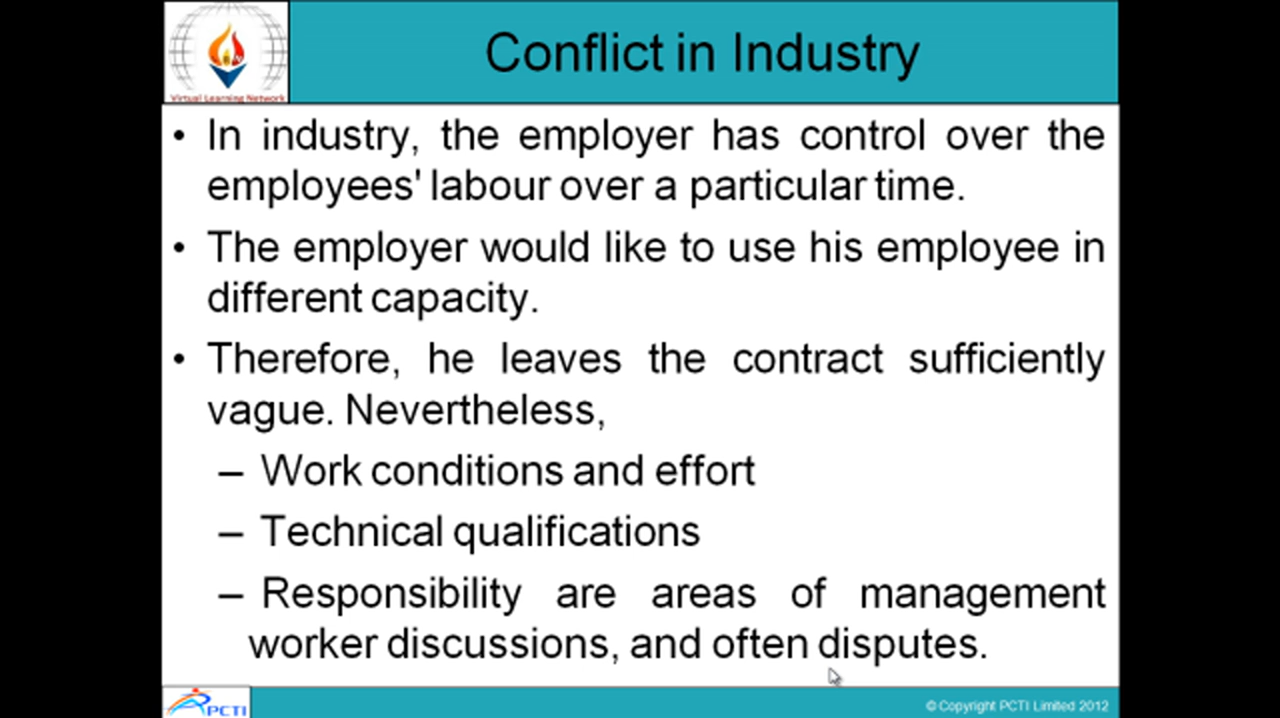 Conflict in Industry
Virtual Learning Network
• In industry, the employer has control over the
employees' labour over a particular time.
• The employer would like to use his employee in
different capacity.
• Therefore, he leaves the contract sufficiently
vague. Nevertheless,
– Work conditions and effort
– Technical qualifications
– Responsibility are areas of management
worker discussions, and often disputes.
PCTI
© Copyright PCTI Limited 2012